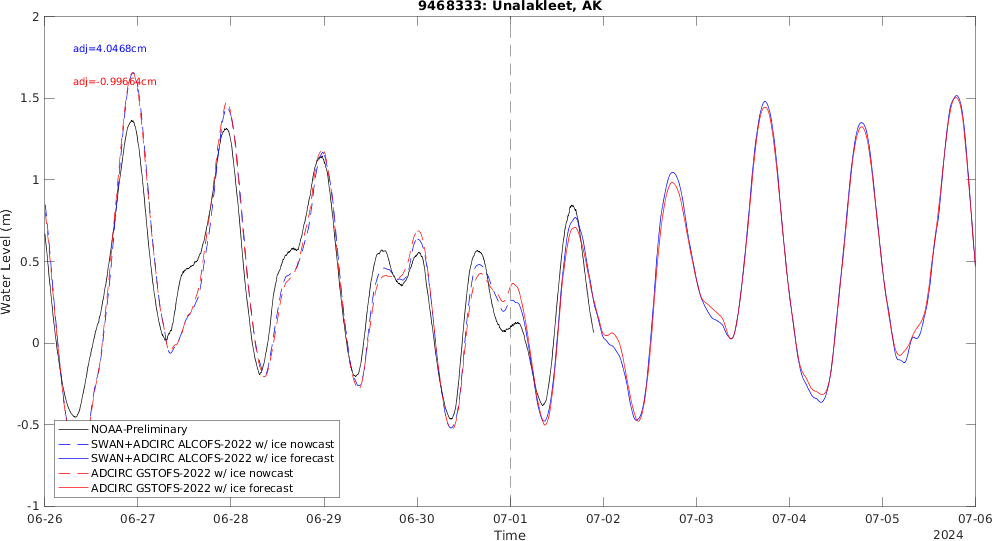 9468333: Unalakleet, AK
adj=4.0468cm
adj=-0.99664cm
Water Level (m)
2
1.5
1
0.5
0
-0.5
-1
NOAA-Preliminary
SWAN+ADCIRC ALCOFS-2022 w/ ice nowcast
SWAN+ADCIRC ALCOFS-2022 w/ ice forecast
ADCIRC GSTOFS-2022 w/ ice nowcast
ADCIRC GSTOFS-2022 w/ ice forecast
06-26 06-27 06-28 06-29 06-30 07-01 07-02 07-03 07-04 07-05 07-06
Time
2024